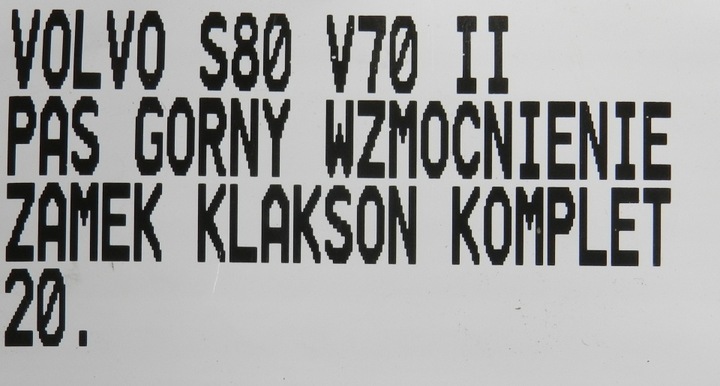 VOLVO S80 V70 II
PAS GORNY WZMOCNIENIE
ZAMEK KLAKSON KOMPLET
20.